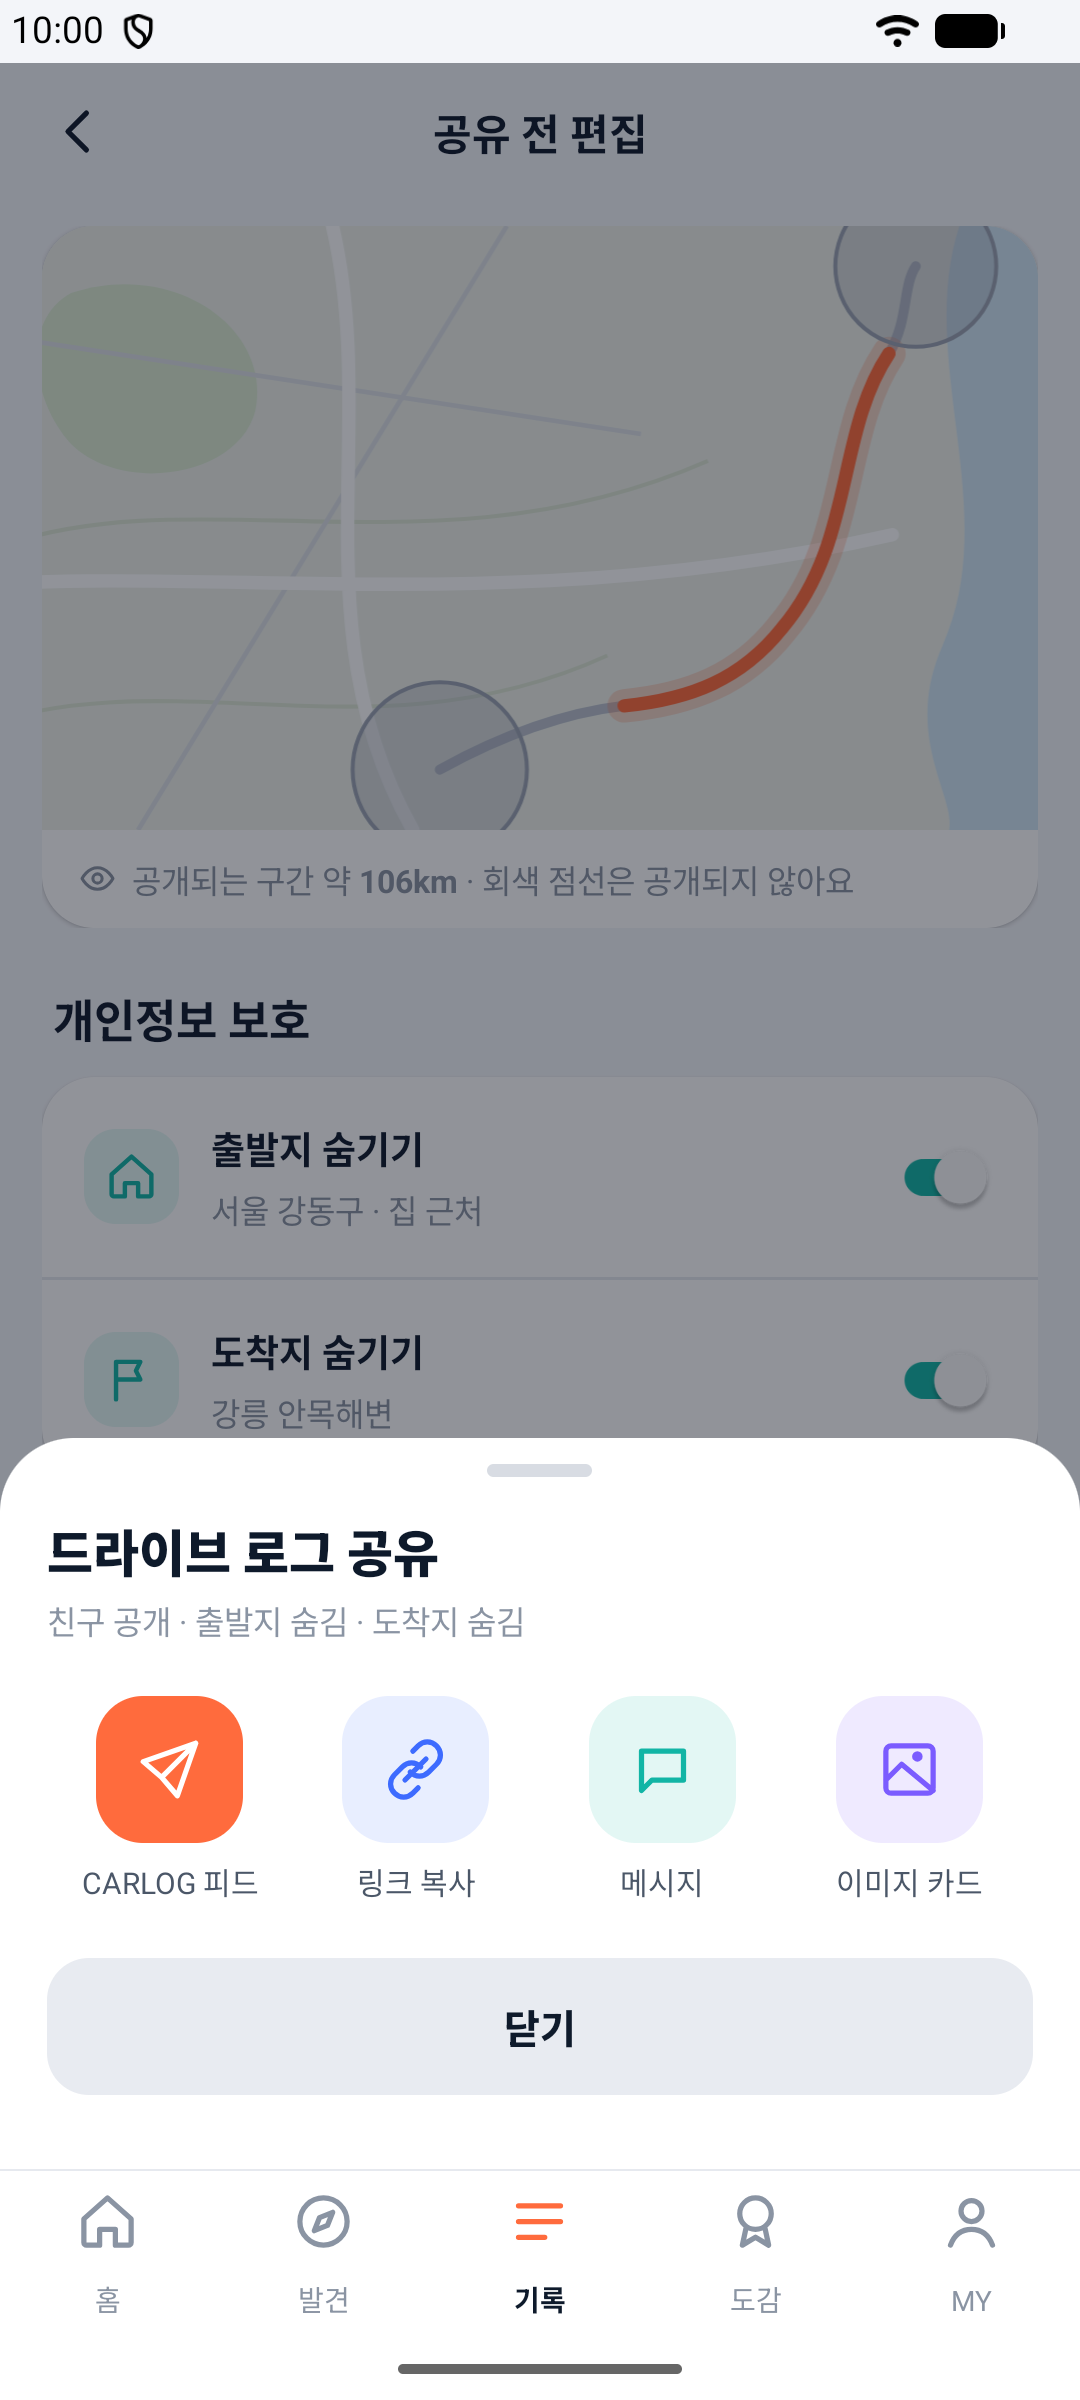 10:00
공유 전 편집
공개되는 구간 약 106km · 회색 점선은 공개되지 않아요
개인정보 보호
출발지 숨기기
서울 강동구 · 집 근처
도착지 숨기기
강릉 안목해변
드라이브 로그 공유
친구 공개 · 출발지 숨김 · 도착지 숨김
CARLOG 피드
링크 복사
메시지
이미지 카드
닫기
홈
발견
기록
도감
MY